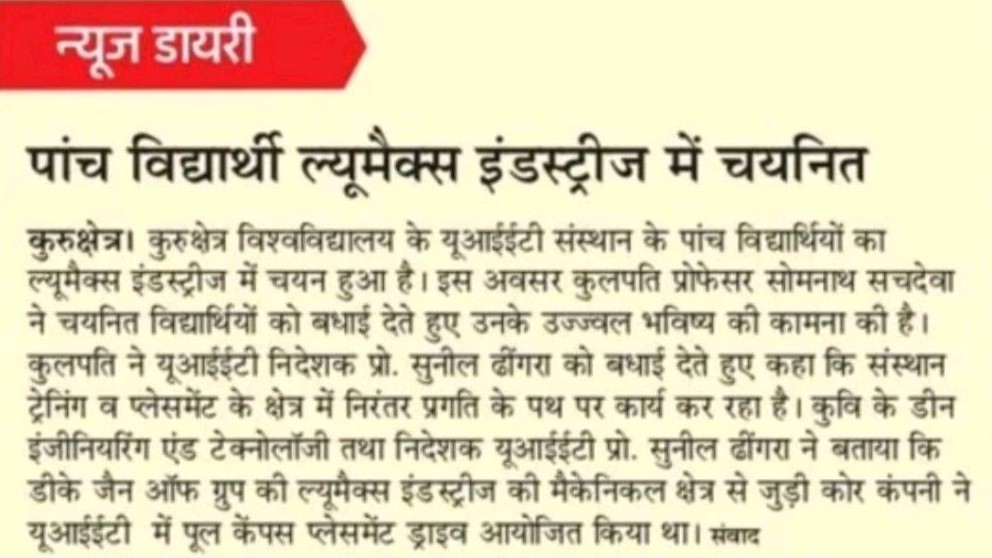 न्यूज डायरी
पांच विद्यार्थी ल्यूमैक्स इंडस्ट्रीज में चयनित
कुरुक्षेत्र। कुरुक्षेत्र विश्वविद्यालय के यूआईईटी संस्थान के पांच विद्यार्थियों का
ल्यूमैक्स इंडस्ट्रीज में चयन हुआ है। इस अवसर कुलपति प्रोफेसर सोमनाथ सचदेवा
ने चयनित विद्यार्थियों को बधाई देते हुए उनके उज्ज्वल भविष्य की कामना की है।
कुलपति ने यूआईईटी निदेशक प्रो. सुनील ढींगरा को बधाई देते हुए कहा कि संस्थान
ट्रेनिंग व प्लेसमेंट के क्षेत्र में निरंतर प्रगति के पथ पर कार्य कर रहा है। कुवि के डीन
इंजीनियरिंग एंड टेक्नोलॉजी तथा निदेशक यूआईईटी प्रो. सुनील ढींगरा ने बताया कि
डीके जैन ऑफ ग्रुप की ल्यूमैक्स इंडस्ट्रीज की मैकेनिकल क्षेत्र से जुड़ी कोर कंपनी ने
यूआईईटी में पूल कैंपस प्लेसमेंट ड्राइव आयोजित किया था। संवाद